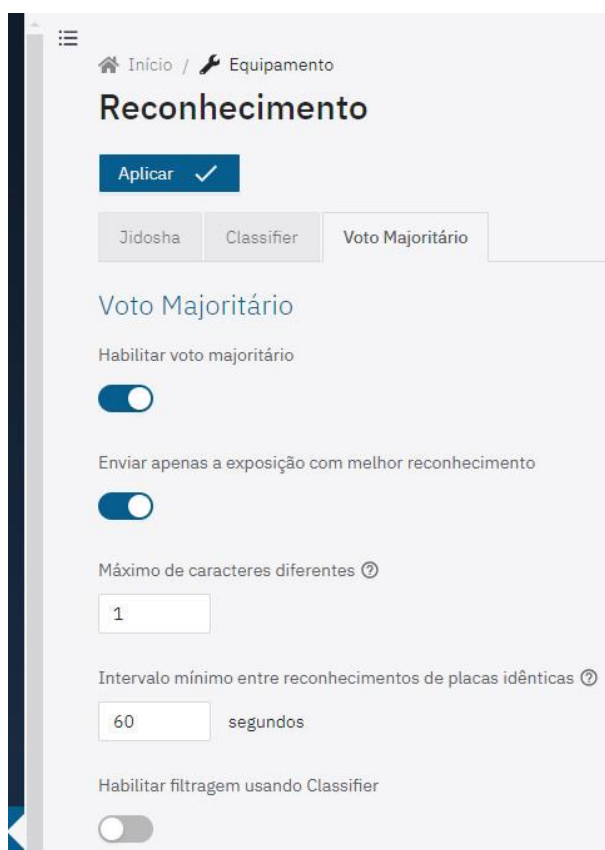 Início / Equipamento
Reconhecimento
Aplicar
Jidosha Classifier Voto Majoritário
Voto Majoritário
Habilitar voto majoritário
Enviar apenas a exposição com melhor reconhecimento
Máximo de caracteres diferentes ?
1
Intervalo mínimo entre reconhecimentos de placas idênticas ?
60 segundos
Habilitar filtragem usando Classifier